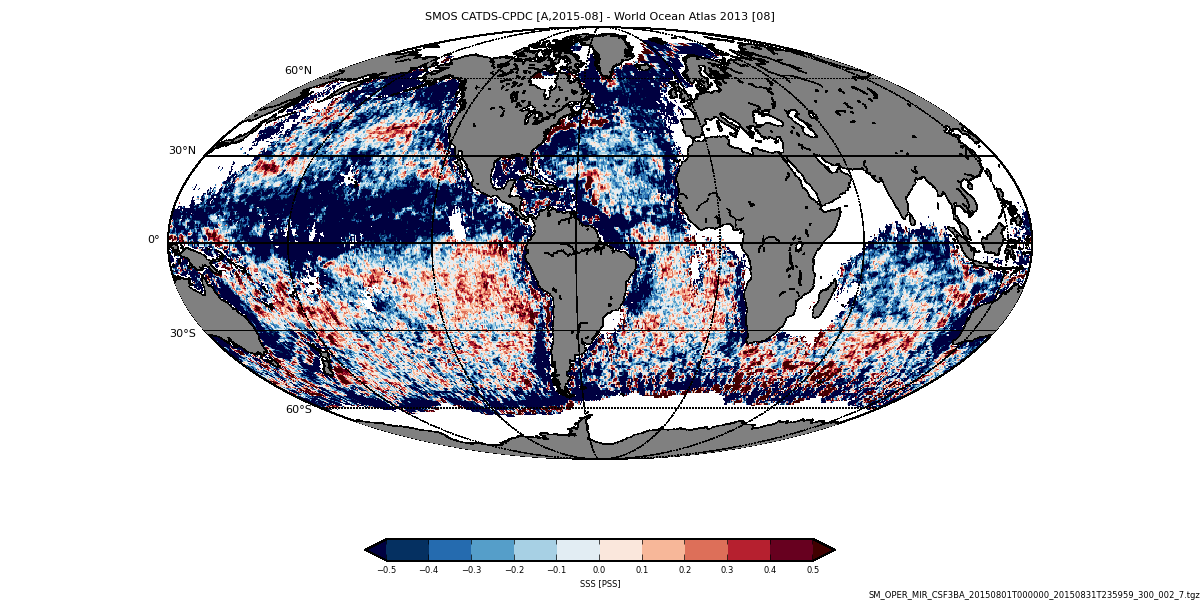 SMOS CATDS-CPDC [A,2015-08] - World Ocean Atlas 2013 [08]
60°N
30°N
0°
30°S
60°S
−0.5 −0.4 −0.3 −0.2 −0.1 0.0 0.1 0.2 0.3 0.4 0.5
SSS [PSS]
SM_OPER_MIR_CSF3BA_20150801T000000_20150831T235959_300_002_7.tgz